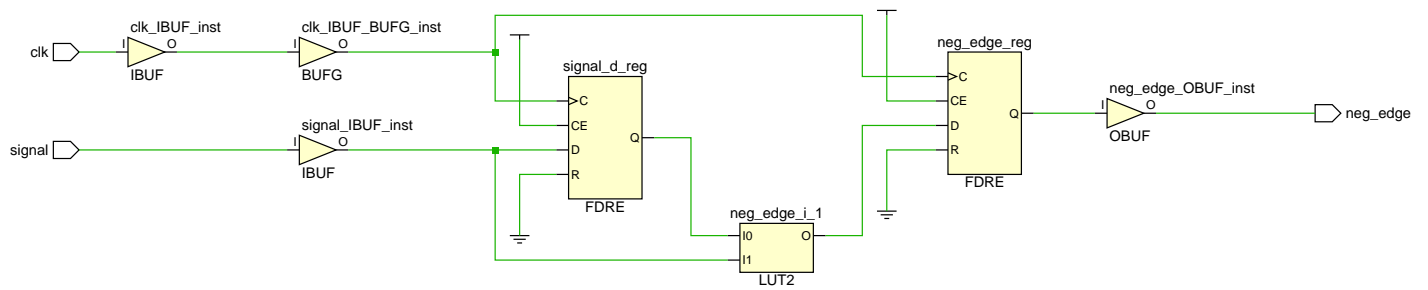 clk
clk_IBUF_inst
I
O
IBUF
clk_IBUF_BUFG_inst
I
O
BUFG
signal
signal_IBUF_inst
I
O
IBUF
signal_d_reg
C
CE
D
R
Q
FDRE
neg_edge_i_1
I0
I1
O
LUT2
neg_edge_reg
C
CE
D
R
Q
FDRE
neg_edge_OBUF_inst
I
O
OBUF
neg_edge